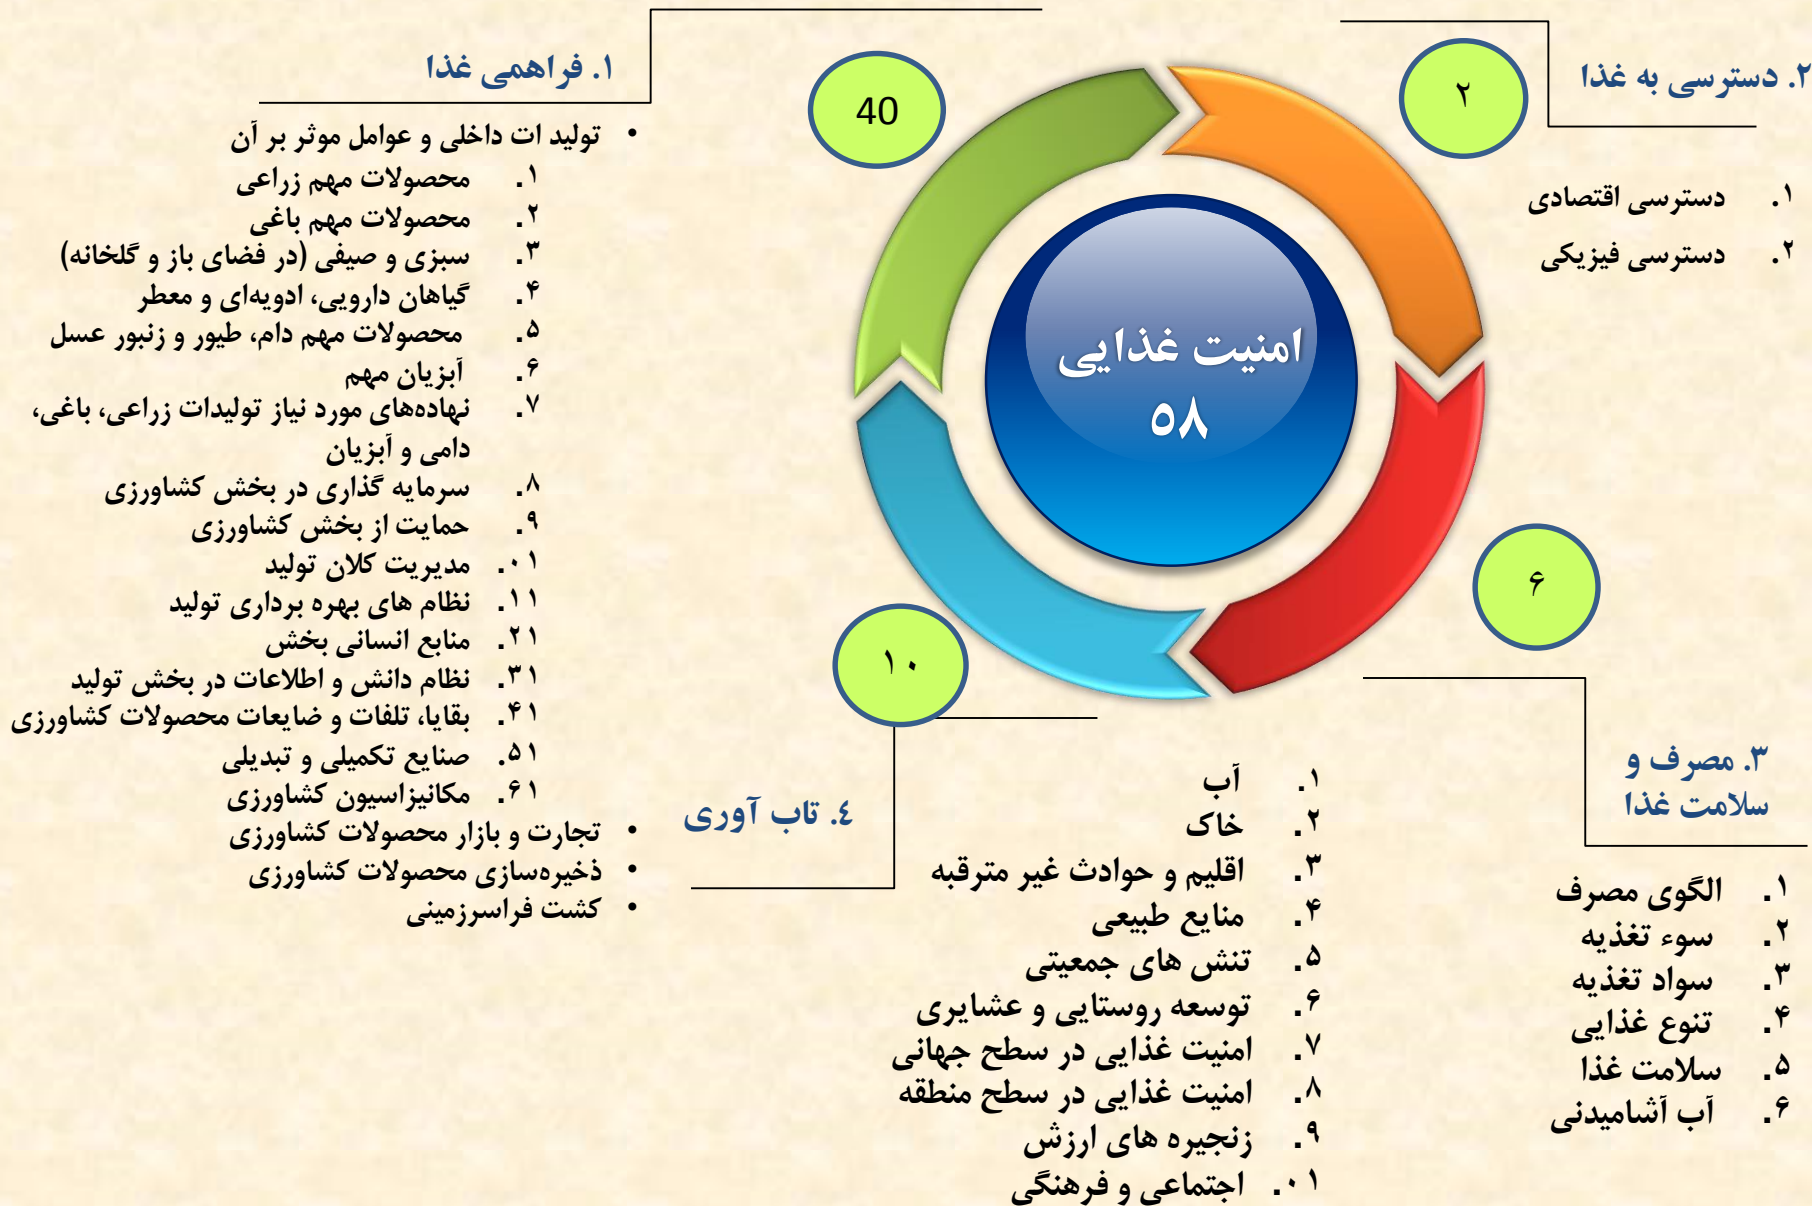 ۱. فراهمی غذا
40
• تولید ات داخلی و عوامل موثر بر آن
۱. محصولات مهم زراعی
۲. محصولات مهم باغی
۳. سبزی و صیفی (در فضای باز و گلخانه)
۴. گیاهان دارویی، ادویه‌ای و معطر
۵. محصولات مهم دام، طیور و زنبور عسل
۶. آبزیان مهم
۷. نهاده‌های مورد نیاز تولیدات زراعی، باغی،
دامی و آبزیان
۸. سرمایه گذاری در بخش کشاورزی
۹. حمایت از بخش کشاورزی
۱۰. مدیریت کلان تولید
۱۱. نظام های بهره برداری تولید
۱۲. منابع انسانی بخش
۱۳. نظام دانش و اطلاعات در بخش تولید
۱۴. بقایا، تلفات و ضایعات محصولات کشاورزی
۱۵. صنایع تکمیلی و تبدیلی
۱۶. مکانیزاسیون کشاورزی
• تجارت و بازار محصولات کشاورزی
• ذخیره‌سازی محصولات کشاورزی
• کشت فراسرزمینی
امنیت غذایی
۵۸
۲. دسترسی به غذا
۲
۱. دسترسی اقتصادی
۲. دسترسی فیزیکی
۶
۳. مصرف و
سلامت غذا
۱. الگوی مصرف
۲. سوء تغذیه
۳. سواد تغذیه
۴. تنوع غذایی
۵. سلامت غذا
۶. آب آشامیدنی
۱۰
٤. تاب آوری
۱. آب
۲. خاک
۳. اقلیم و حوادث غیر مترقبه
۴. منابع طبیعی
۵. تنش های جمعیتی
۶. توسعه روستایی و عشایری
۷. امنیت غذایی در سطح جهانی
۸. امنیت غذایی در سطح منطقه
۹. زنجیره های ارزش
۱۰. اجتماعی و فرهنگی